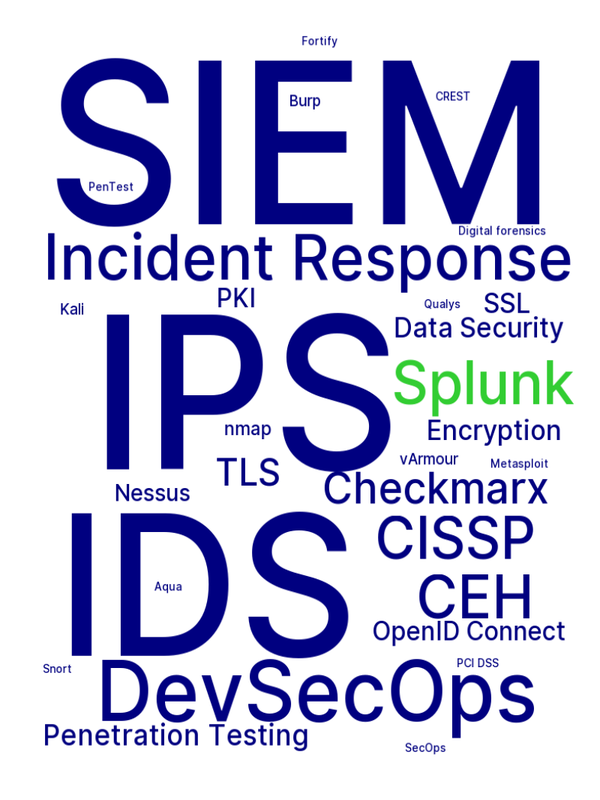 Fortify
SIEM
Burp
CREST
PenTest
Digital forensics
Incident Response
PKI
Kali
Qualys
SSL
IPS
Data Security
Splunk
nmap
Encryption
vArmour
Metasploit
TLS
Checkmarx
Nessus
IDS
CISSP
Aqua
CEH
OpenID Connect
Snort
PCI DSS
DevSecOps
Penetration Testing
SecOps